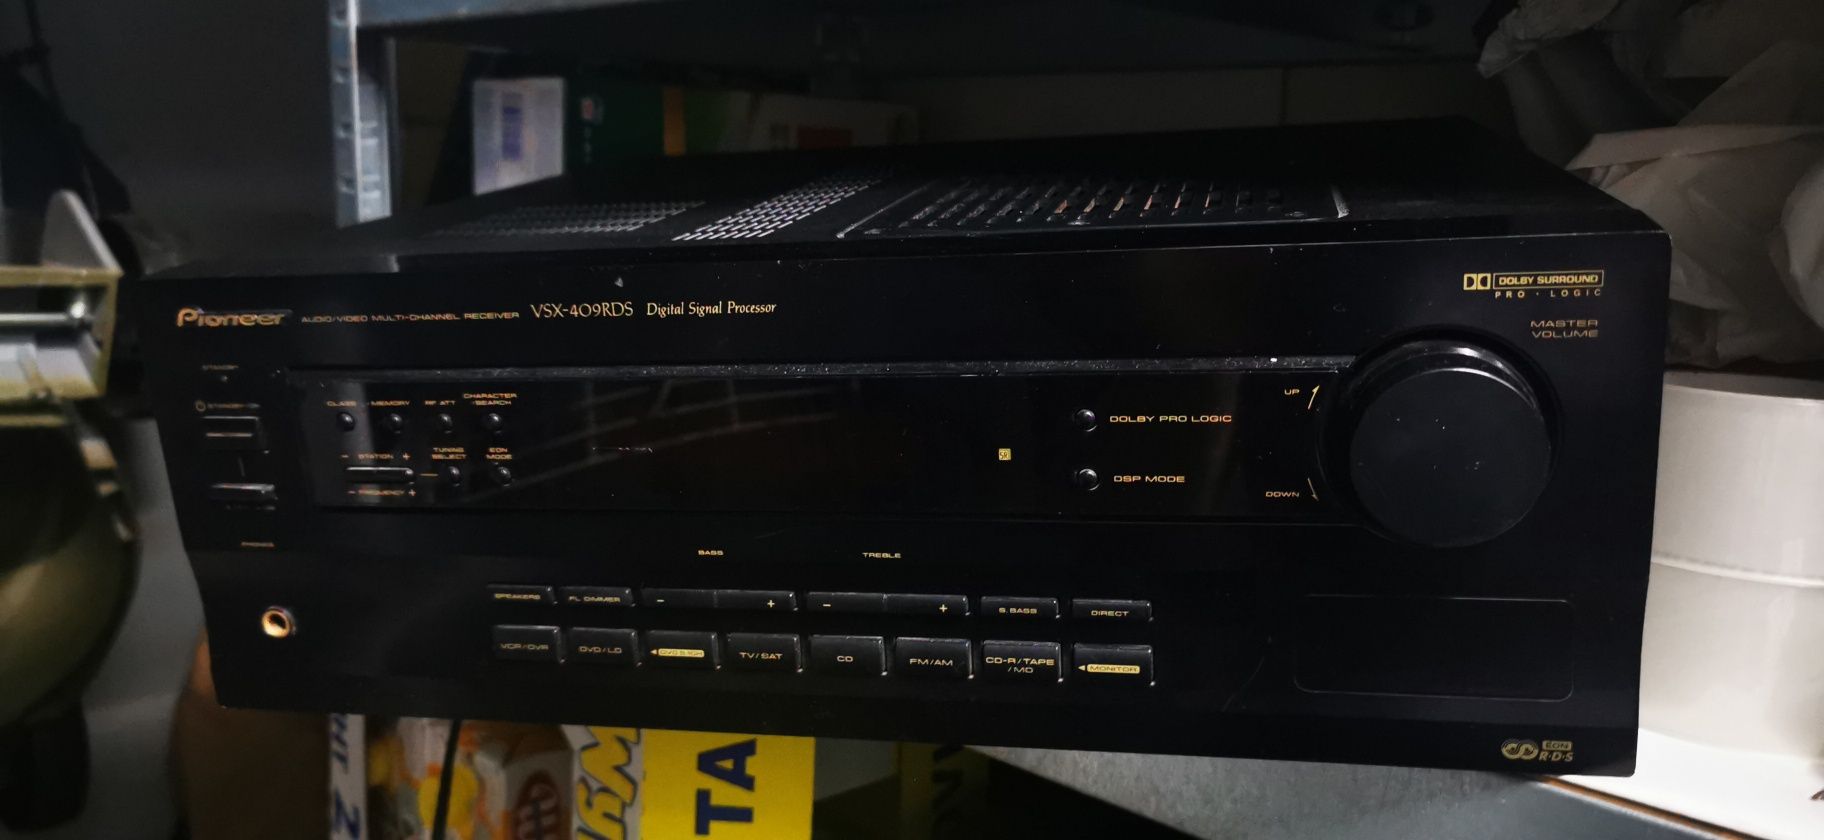 Pioneer AUDIO/VIDEO MULTI-CHANNEL RECEIVER VSX-409RDS Digital Signal Processor
DOLBY SURROUND
PRO · LOGIC
MASTER
VOLUME
STANDBY
CLASS MEMORY RF ATT CHARACTER
SEARCH
- STATION +
TUNING
SELECT
EON
MODE
- FREQUENCY +
SR
DOLBY PRO LOGIC
DSP MODE
UP
DOWN
PHONES
BASS
TREBLE
SPEAKERS FL DIMMER - + - + S. BASS DIRECT
VCR/DVR DVD/LD TV/SAT CD FM/AM CD-R/TAPE
/MD MONITOR
EON
R·D·S
TA